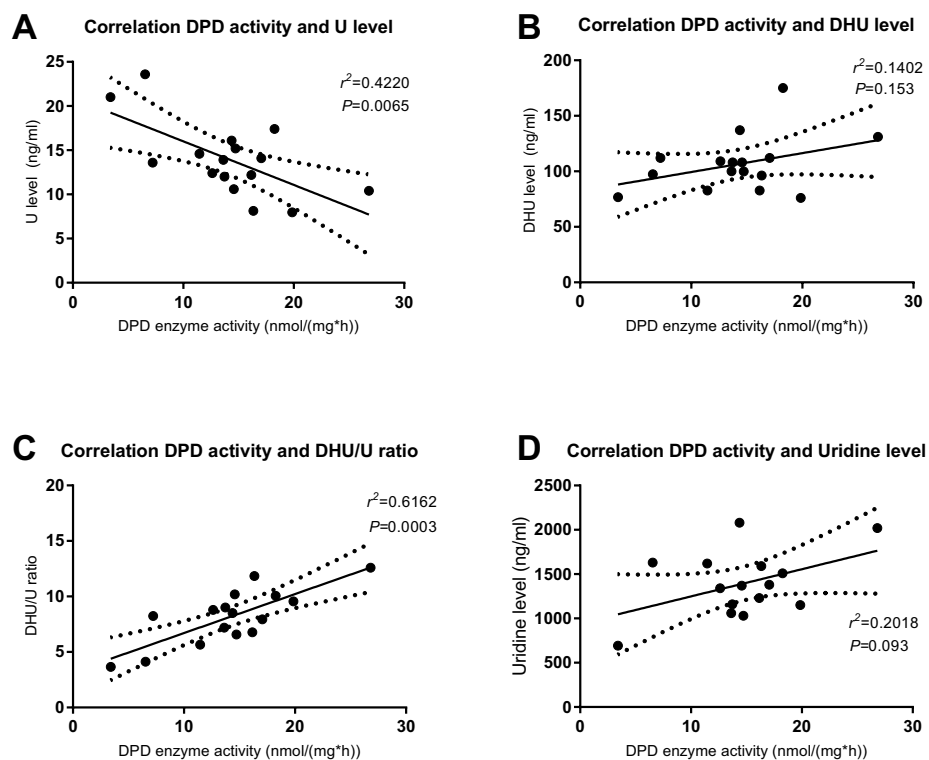 A
Correlation DPD activity and U level
r²=0.4220
P=0.0065
25
20
15
10
5
0
U level (ng/ml)
0 10 20 30
DPD enzyme activity (nmol/(mg*h))
B
Correlation DPD activity and DHU level
r²=0.1402
P=0.153
200
150
100
50
0
DHU level (ng/ml)
0 10 20 30
DPD enzyme activity (nmol/(mg*h))
C
Correlation DPD activity and DHU/U ratio
r²=0.6162
P=0.0003
20
15
10
5
0
DHU/U ratio
0 10 20 30
DPD enzyme activity (nmol/(mg*h))
D
Correlation DPD activity and Uridine level
2500
2000
1500
1000
500
0
Uridine level (ng/ml)
r²=0.2018
P=0.093
0 10 20 30
DPD enzyme activity (nmol/(mg*h))